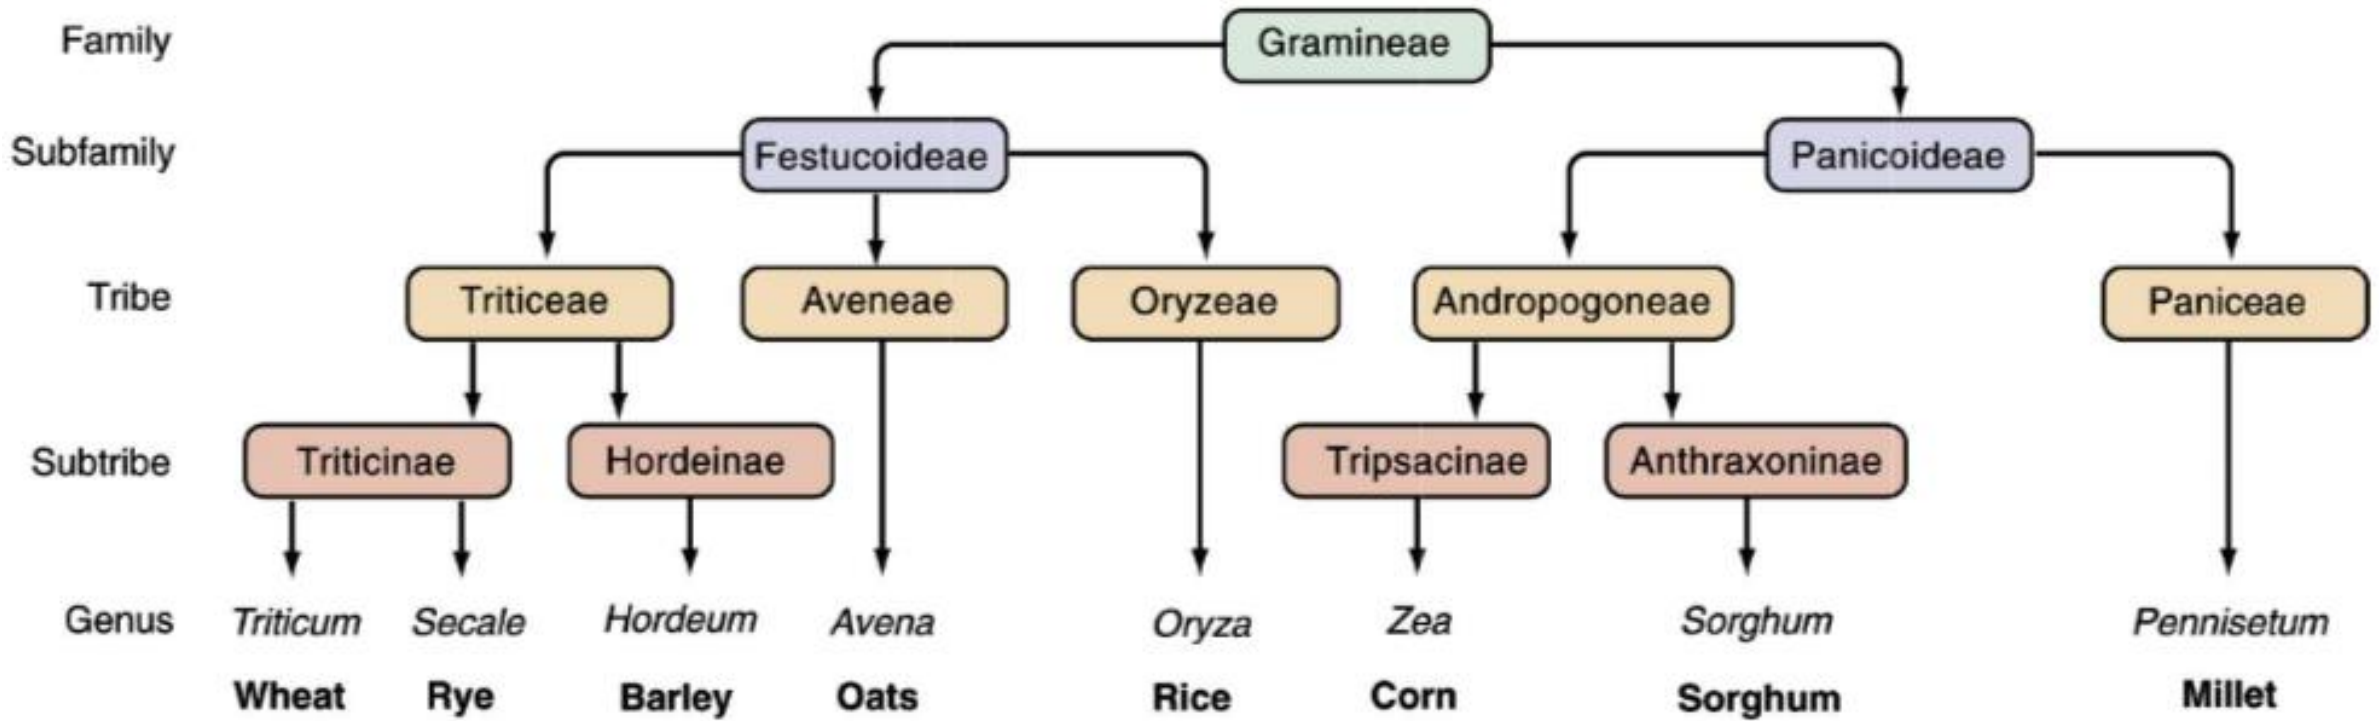 Family
Gramineae
Subfamily
Festucoideae
Panicoideae
Tribe
Triticeae
Aveneae
Oryzeae
Andropogoneae
Paniceae
Subtribe
Triticinae
Hordeinae
Tripsacinae
Anthraxoninae
Genus
Triticum
Secale
Hordeum
Avena
Oryza
Zea
Sorghum
Pennisetum
Wheat
Rye
Barley
Oats
Rice
Corn
Sorghum
Millet